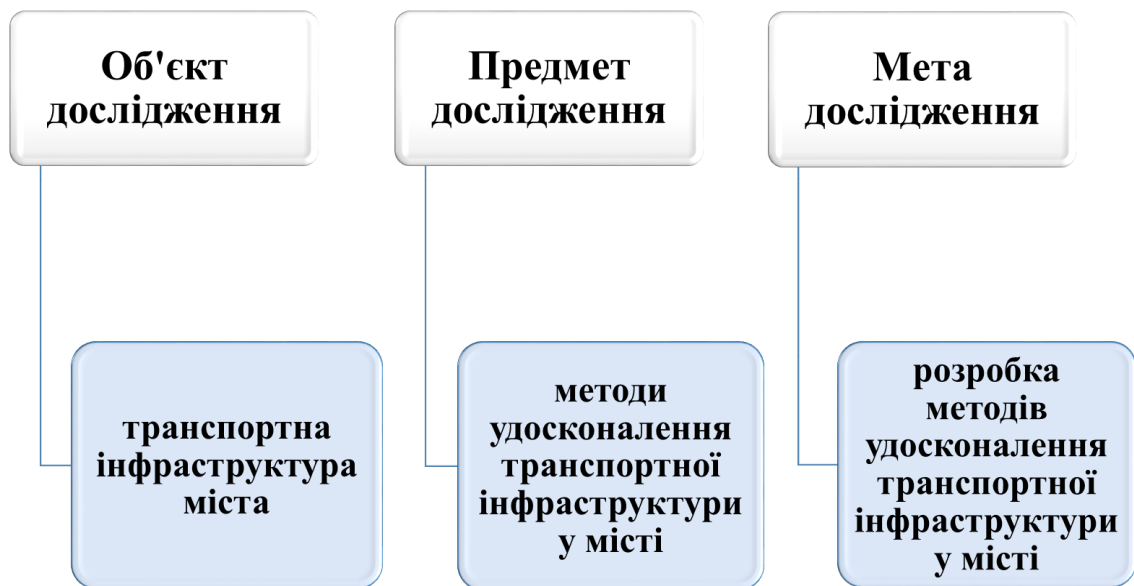 Об'єкт
дослідження
Предмет
дослідження
Мета
дослідження
транспортна
інфраструктура
міста
методи
удосконалення
транспортної
інфраструктури
у місті
розробка
методів
удосконалення
транспортної
інфраструктури
у місті